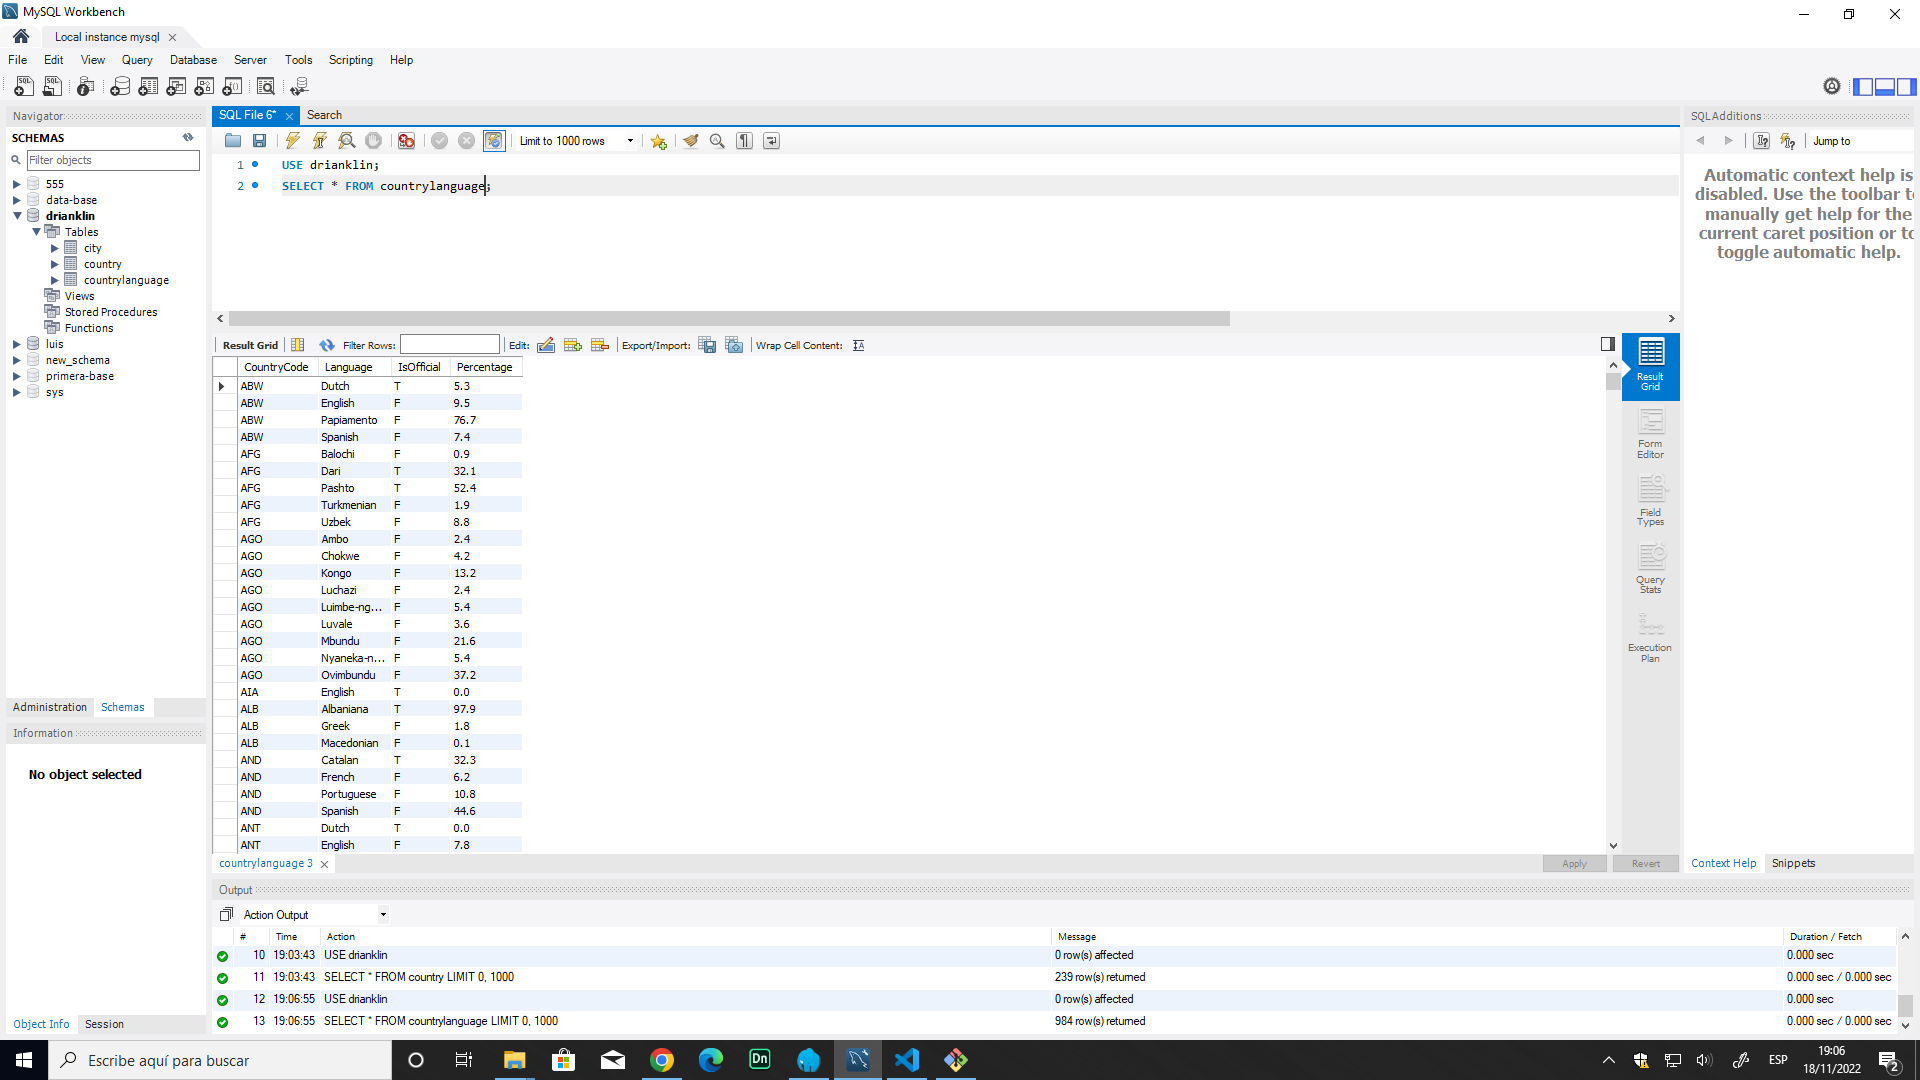 MySQL Workbench
Local instance mysql
File Edit View Query Database Server Tools Scripting Help
Navigator
SCHEMAS
Filter objects
555
data-base
drianklin
Tables
city
country
countrylanguage
Views
Stored Procedures
Functions
luis
new_schema
primera-base
sys
Administration Schemas
Information
No object selected
Object Info Session
SQL File 6* Search
Limit to 1000 rows
1 USE drianklin;
2 SELECT * FROM countrylanguage;
Result Grid Filter Rows: Edit: Export/Import: Wrap Cell Content:
CountryCode Language IsOfficial Percentage
ABW Dutch T 5.3
ABW English F 9.5
ABW Papiamento F 76.7
ABW Spanish F 7.4
AFG Balochi F 0.9
AFG Dari T 32.1
AFG Pashto T 52.4
AFG Turkmenian F 1.9
AFG Uzbek F 8.8
AGO Ambo F 2.4
AGO Chokwe F 4.2
AGO Kongo F 13.2
AGO Luchazi F 2.4
AGO Luimbe-ng... F 5.4
AGO Luvale F 3.6
AGO Mbundu F 21.6
AGO Nyaneka-n... F 5.4
AGO Ovimbundu F 37.2
AIA English T 0.0
ALB Albaniana T 97.9
ALB Greek F 1.8
ALB Macedonian F 0.1
AND Catalan T 32.3
AND French F 6.2
AND Portuguese F 10.8
AND Spanish F 44.6
ANT Dutch T 0.0
ANT English F 7.8
Result
Grid
Form
Editor
Field
Types
Query
Stats
Execution
Plan
countrylanguage 3 Apply Revert
SQLAdditions
Jump to
Automatic context help is
disabled. Use the toolbar to
manually get help for the
current caret position or to
toggle automatic help.
Context Help Snippets
Output
Action Output
# Time Action Message Duration / Fetch
10 19:03:43 USE drianklin 0 row(s) affected 0.000 sec
11 19:03:43 SELECT * FROM country LIMIT 0, 1000 239 row(s) returned 0.000 sec / 0.000 sec
12 19:06:55 USE drianklin 0 row(s) affected 0.000 sec
13 19:06:55 SELECT * FROM countrylanguage LIMIT 0, 1000 984 row(s) returned 0.000 sec / 0.000 sec
Escribe aquí para buscar
Dn
ESP
19:06
18/11/2022
2